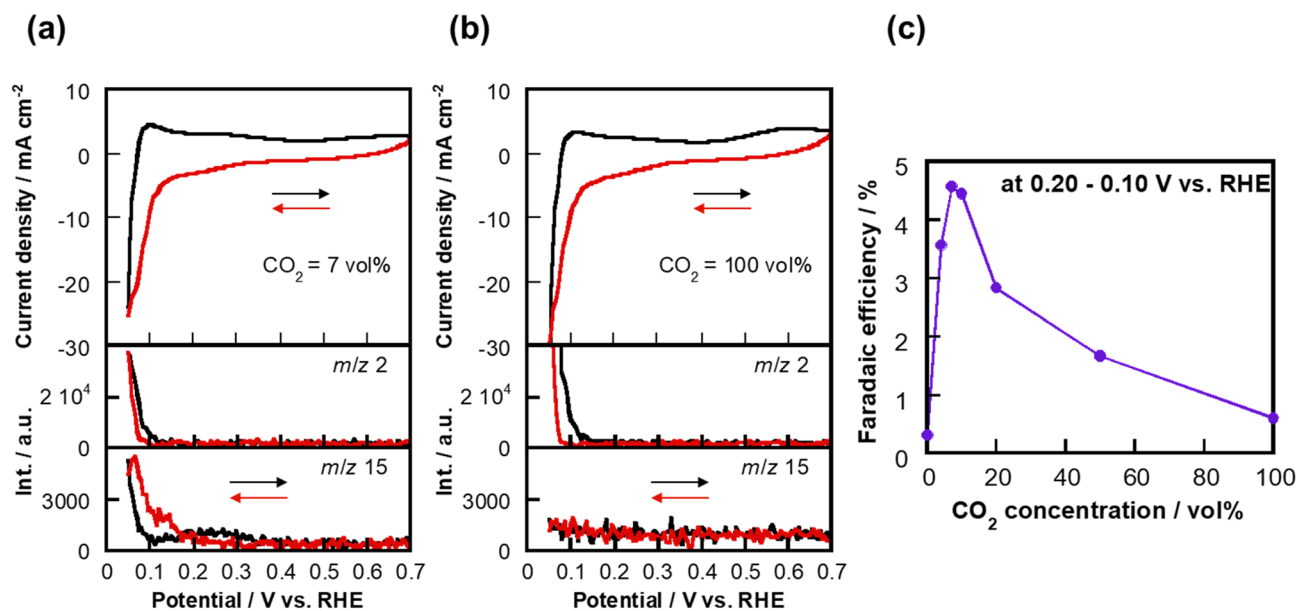 (a)
Current density / mA cm⁻²
10
0
-10
-20
-30
CO₂ = 7 vol%
m/z 2
2 10⁴
0
Int. / a.u.
m/z 15
3000
0
0 0.1 0.2 0.3 0.4 0.5 0.6 0.7
Potential / V vs. RHE
(b)
Current density / mA cm⁻²
10
0
-10
-20
-30
CO₂ = 100 vol%
m/z 2
2 10⁴
0
Int. / a.u.
m/z 15
3000
0
0 0.1 0.2 0.3 0.4 0.5 0.6 0.7
Potential / V vs. RHE
(c)
at 0.20 - 0.10 V vs. RHE
Faradaic efficiency / %
5
4
3
2
1
0
0 20 40 60 80 100
CO₂ concentration / vol%